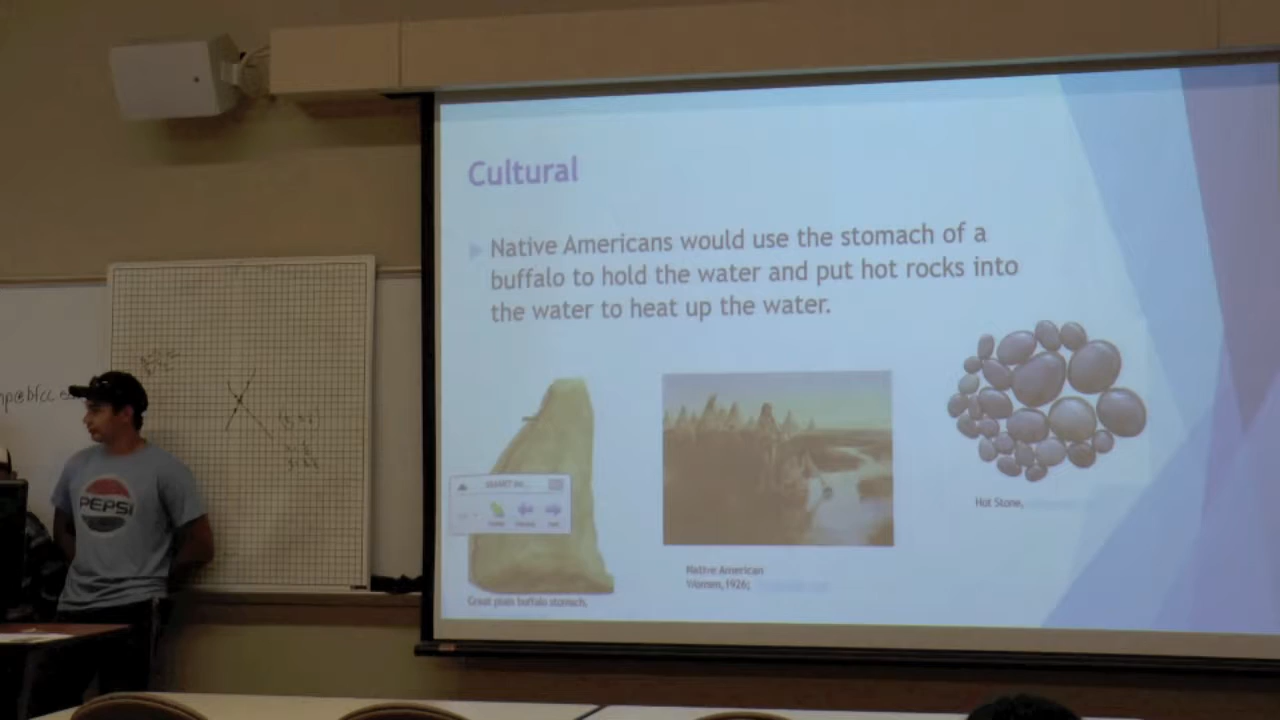 Cultural
Native Americans would use the stomach of a
buffalo to hold the water and put hot rocks into
the water to heat up the water.
PEPSI
Great plain buffalo stomach,
Native American
Women, 1926;
Hot Stone,